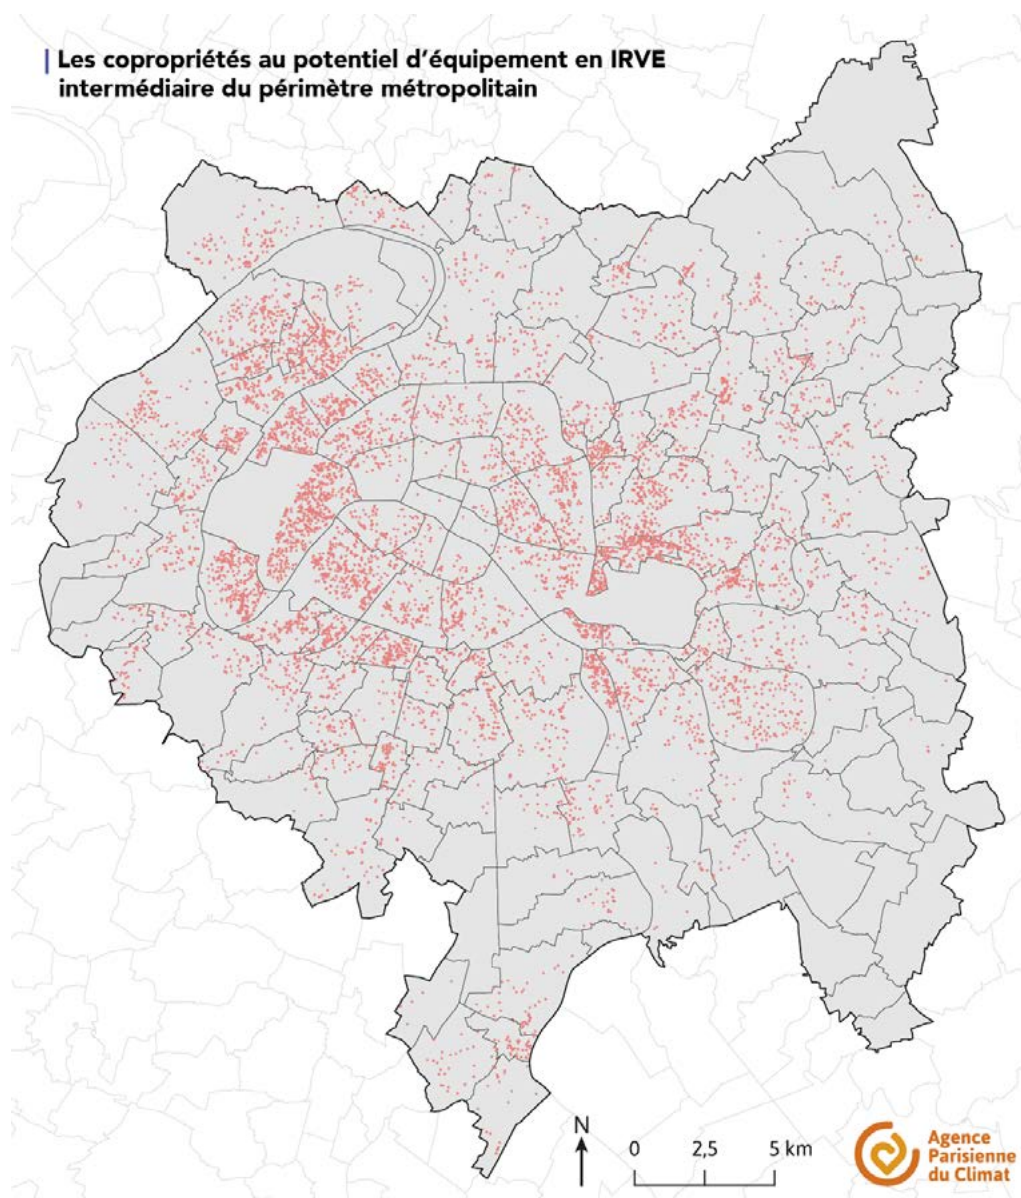 Les copropriétés au potentiel d'équipement en IRVE
intermédiaire du périmètre métropolitain
N
0 2,5 5 km
Agence
Parisienne
du Climat